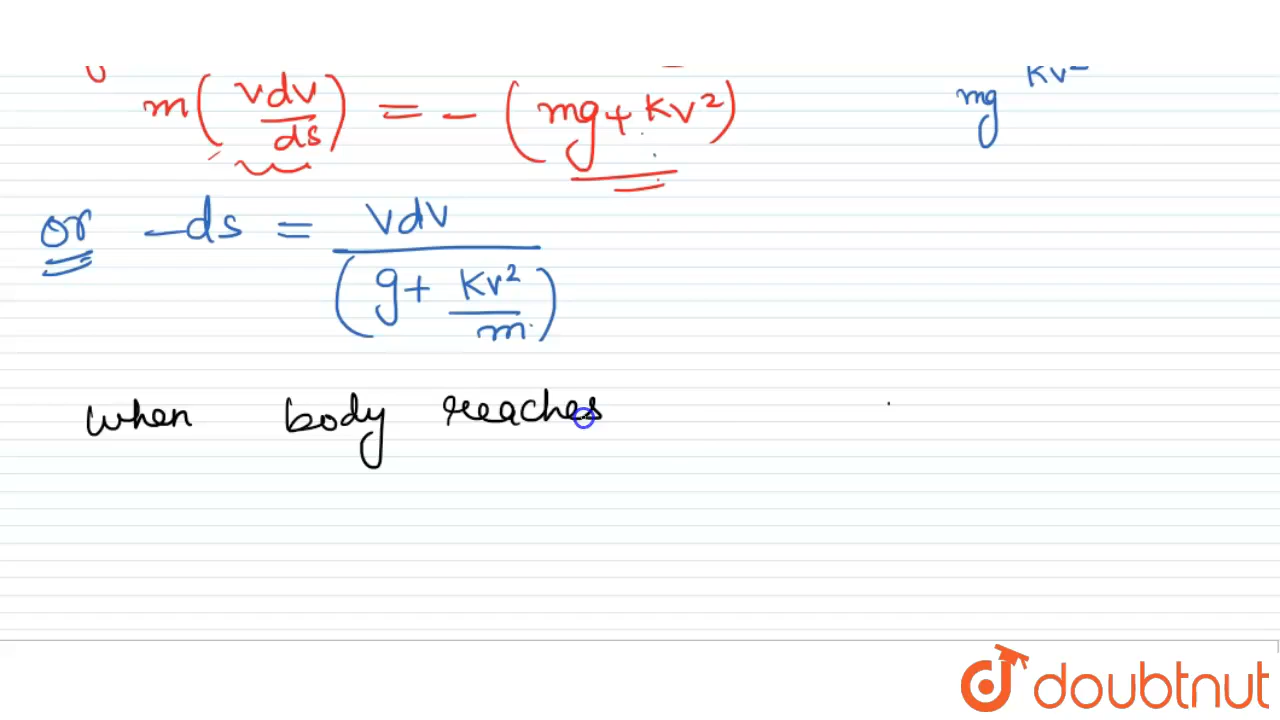 m(vdv/ds) = - (mg + kv²)
mg kv²
or -ds = vdv/(g + kv²/m)
when body reaches
doubtnut